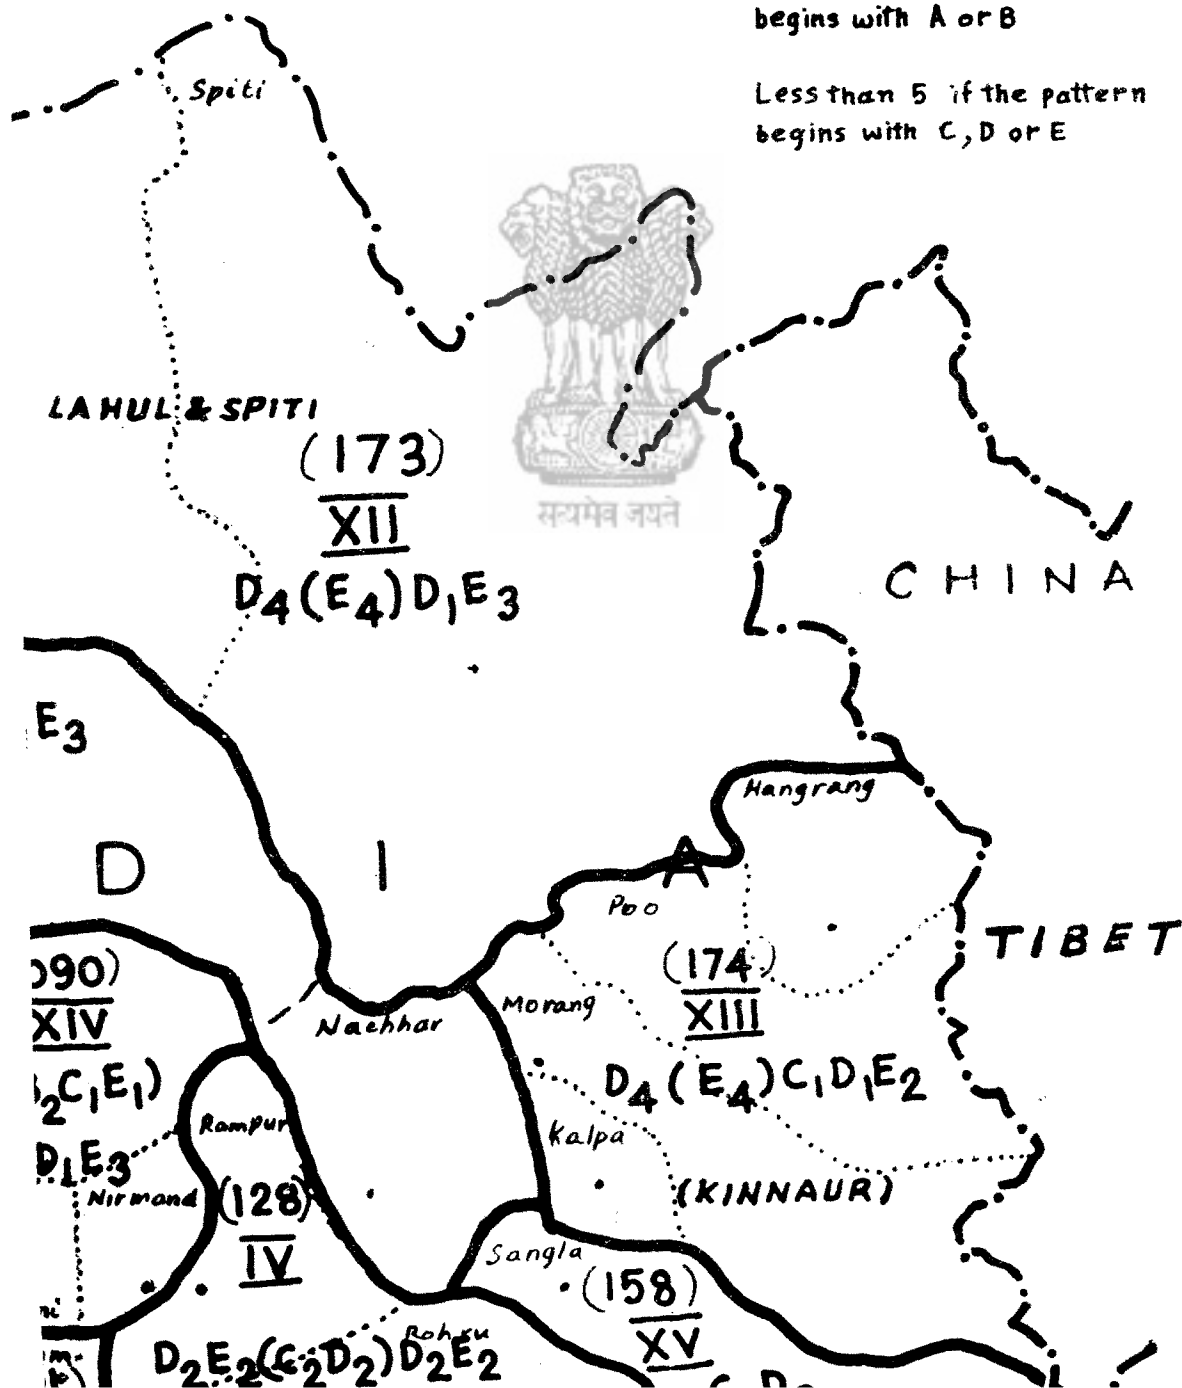 begins with A or B
Less than 5 if the pattern
begins with C, D or E
Spiti
सत्यमेव जयते
LAHUL & SPITI
(173)
XII
D4(E4)D1E3
CHINA
E3
Hangrang
D I A
Poo
TIBET
090)
XIV
(174)
XIII
Morang
Nachhar
2C1E1)
D4(E4)C1D1E2
Rampur
Kalpa
D1E3
Nirmand
(128)
IV
(KINNAUR)
Sangla
(158)
XV
Rohru
D2E2(C2D2)D2E2